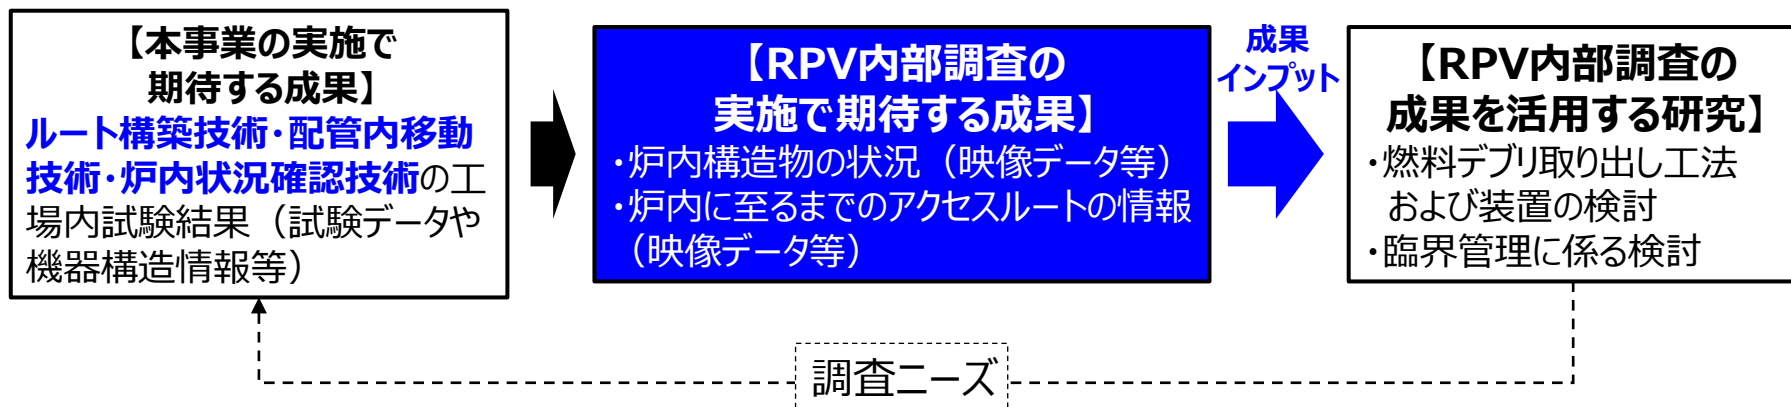 【本事業の実施で
期待する成果】
ルート構築技術・配管内移動
技術・炉内状況確認技術の工
場内試験結果（試験データや
機器構造情報等）
【RPV内部調査の
実施で期待する成果】
・炉内構造物の状況（映像データ等）
・炉内に至るまでのアクセスルートの情報
（映像データ等）
成果
インプット
【RPV内部調査の
成果を活用する研究】
・燃料デブリ取り出し工法
および装置の検討
・臨界管理に係る検討
調査ニーズ